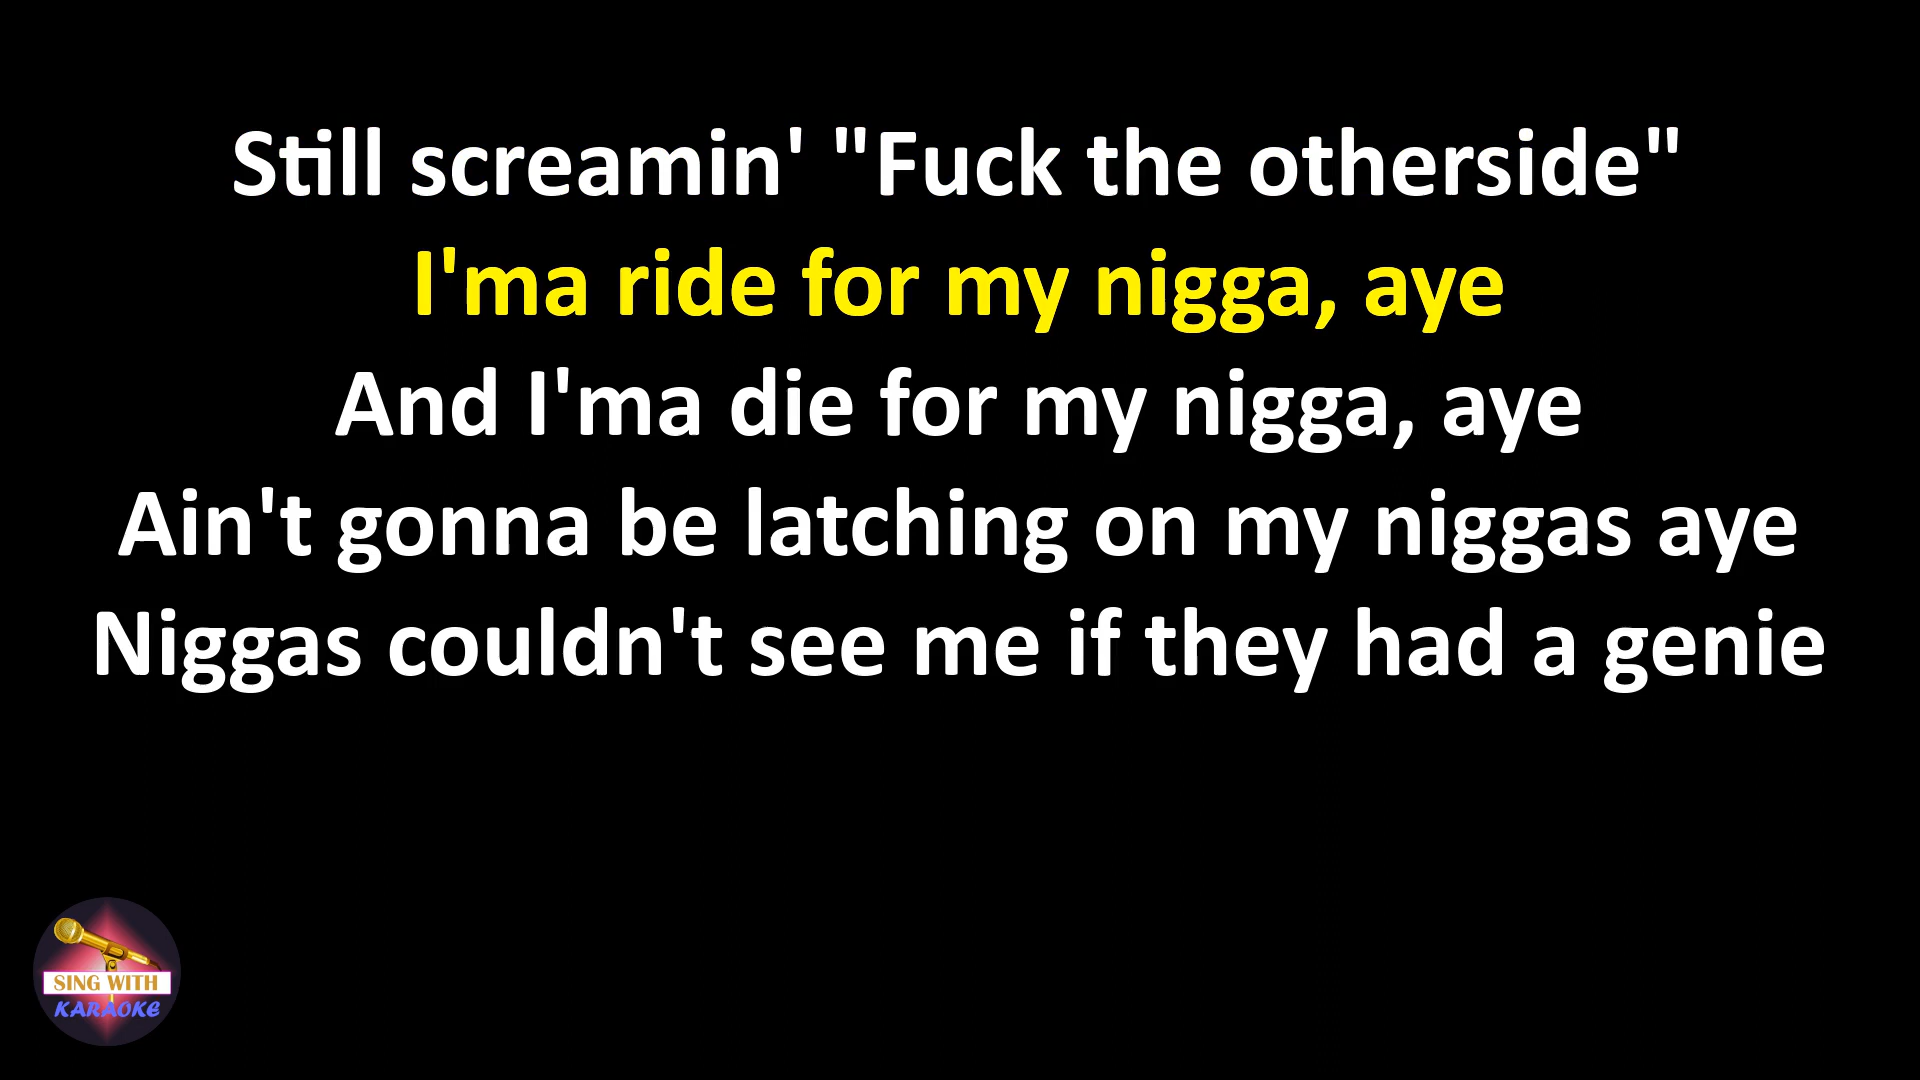 Still screamin' "Fuck the otherside"
I'ma ride for my nigga, aye
And I'ma die for my nigga, aye
Ain't gonna be latching on my niggas aye
Niggas couldn't see me if they had a genie
SING WITH
KARAOKE